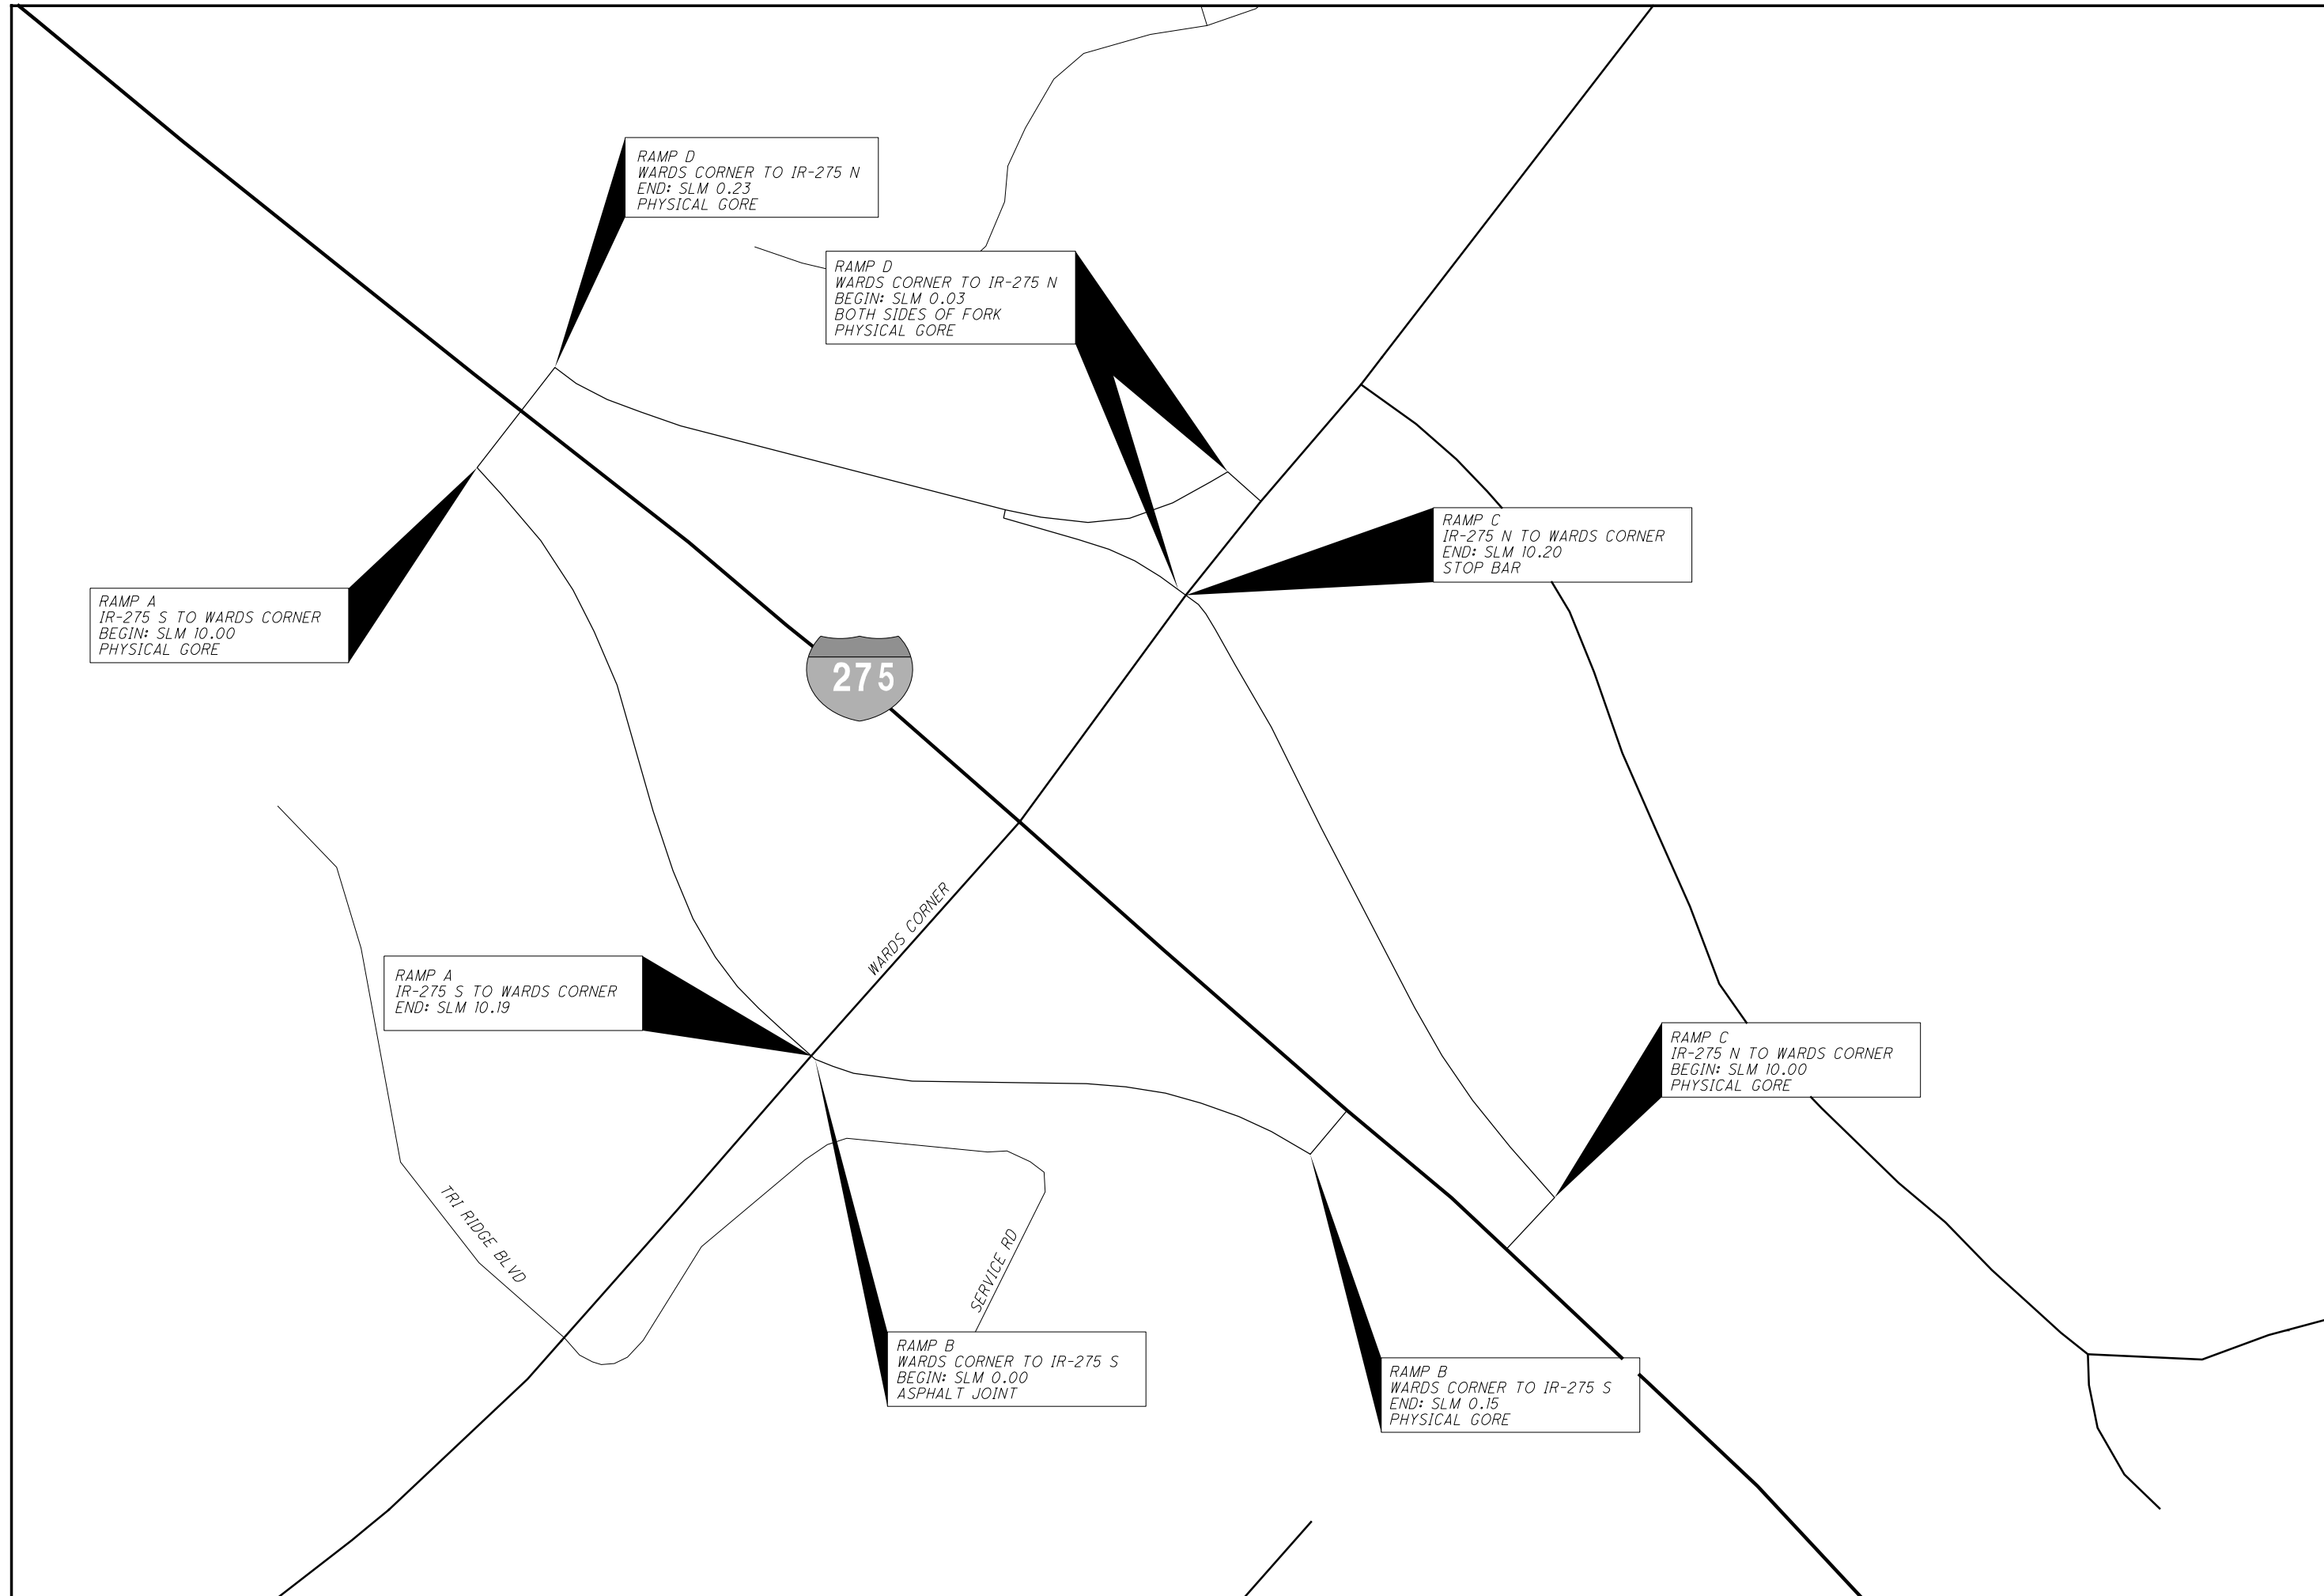 RAMP D
WARDS CORNER TO IR-275 N
END: SLM 0.23
PHYSICAL GORE
RAMP D
WARDS CORNER TO IR-275 N
BEGIN: SLM 0.03
BOTH SIDES OF FORK
PHYSICAL GORE
RAMP C
IR-275 N TO WARDS CORNER
END: SLM 10.20
STOP BAR
RAMP A
IR-275 S TO WARDS CORNER
BEGIN: SLM 10.00
PHYSICAL GORE
275
WARDS CORNER
RAMP A
IR-275 S TO WARDS CORNER
END: SLM 10.19
RAMP C
IR-275 N TO WARDS CORNER
BEGIN: SLM 10.00
PHYSICAL GORE
TRI RIDGE BLVD
SERVICE RD
RAMP B
WARDS CORNER TO IR-275 S
BEGIN: SLM 0.00
ASPHALT JOINT
RAMP B
WARDS CORNER TO IR-275 S
END: SLM 0.15
PHYSICAL GORE